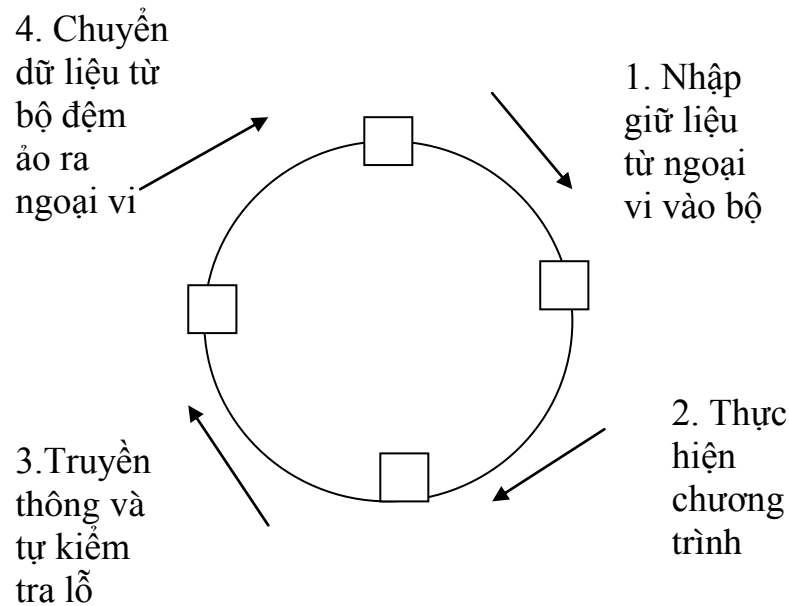 4. Chuyển
dữ liệu từ
bộ đệm
ảo ra
ngoại vi
1. Nhập
giữ liệu
từ ngoại
vi vào bộ
2. Thực
hiện
chương
trình
3.Truyền
thông và
tự kiểm
tra lỗ